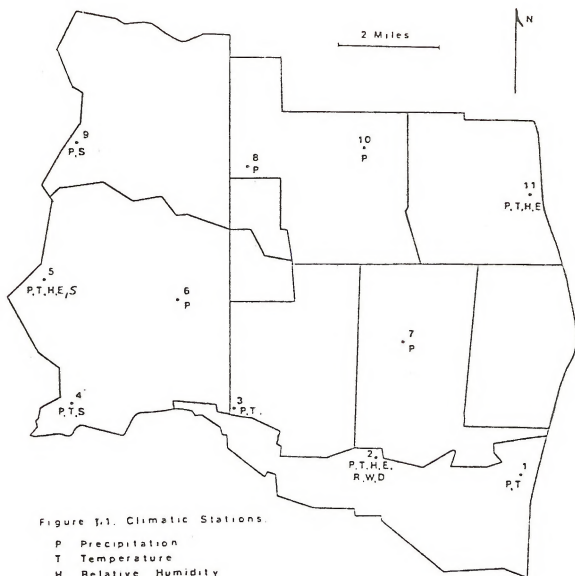 N
2 Miles
9
P,S
8
P
10
P
11
P,T,H,E
5
P,T,H,E,S
6
P
7
P
4
P,T,S
3
P,T.
2
P,T,H,E,
R,W,D
1
P,T
Figure 1.1. Climatic Stations.
P Precipitation
T Temperature
H Relative Humidity